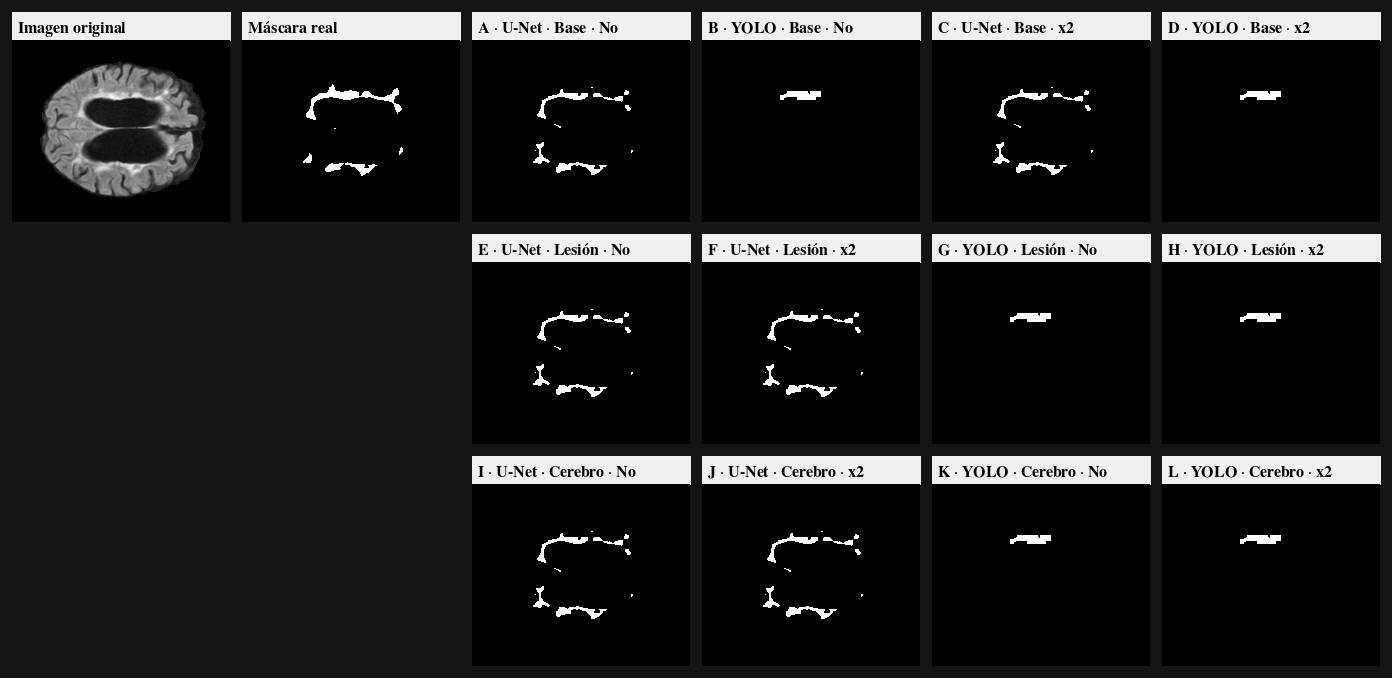 Imagen original
Máscara real
A · U-Net · Base · No
B · YOLO · Base · No
C · U-Net · Base · x2
D · YOLO · Base · x2
E · U-Net · Lesión · No
F · U-Net · Lesión · x2
G · YOLO · Lesión · No
H · YOLO · Lesión · x2
I · U-Net · Cerebro · No
J · U-Net · Cerebro · x2
K · YOLO · Cerebro · No
L · YOLO · Cerebro · x2